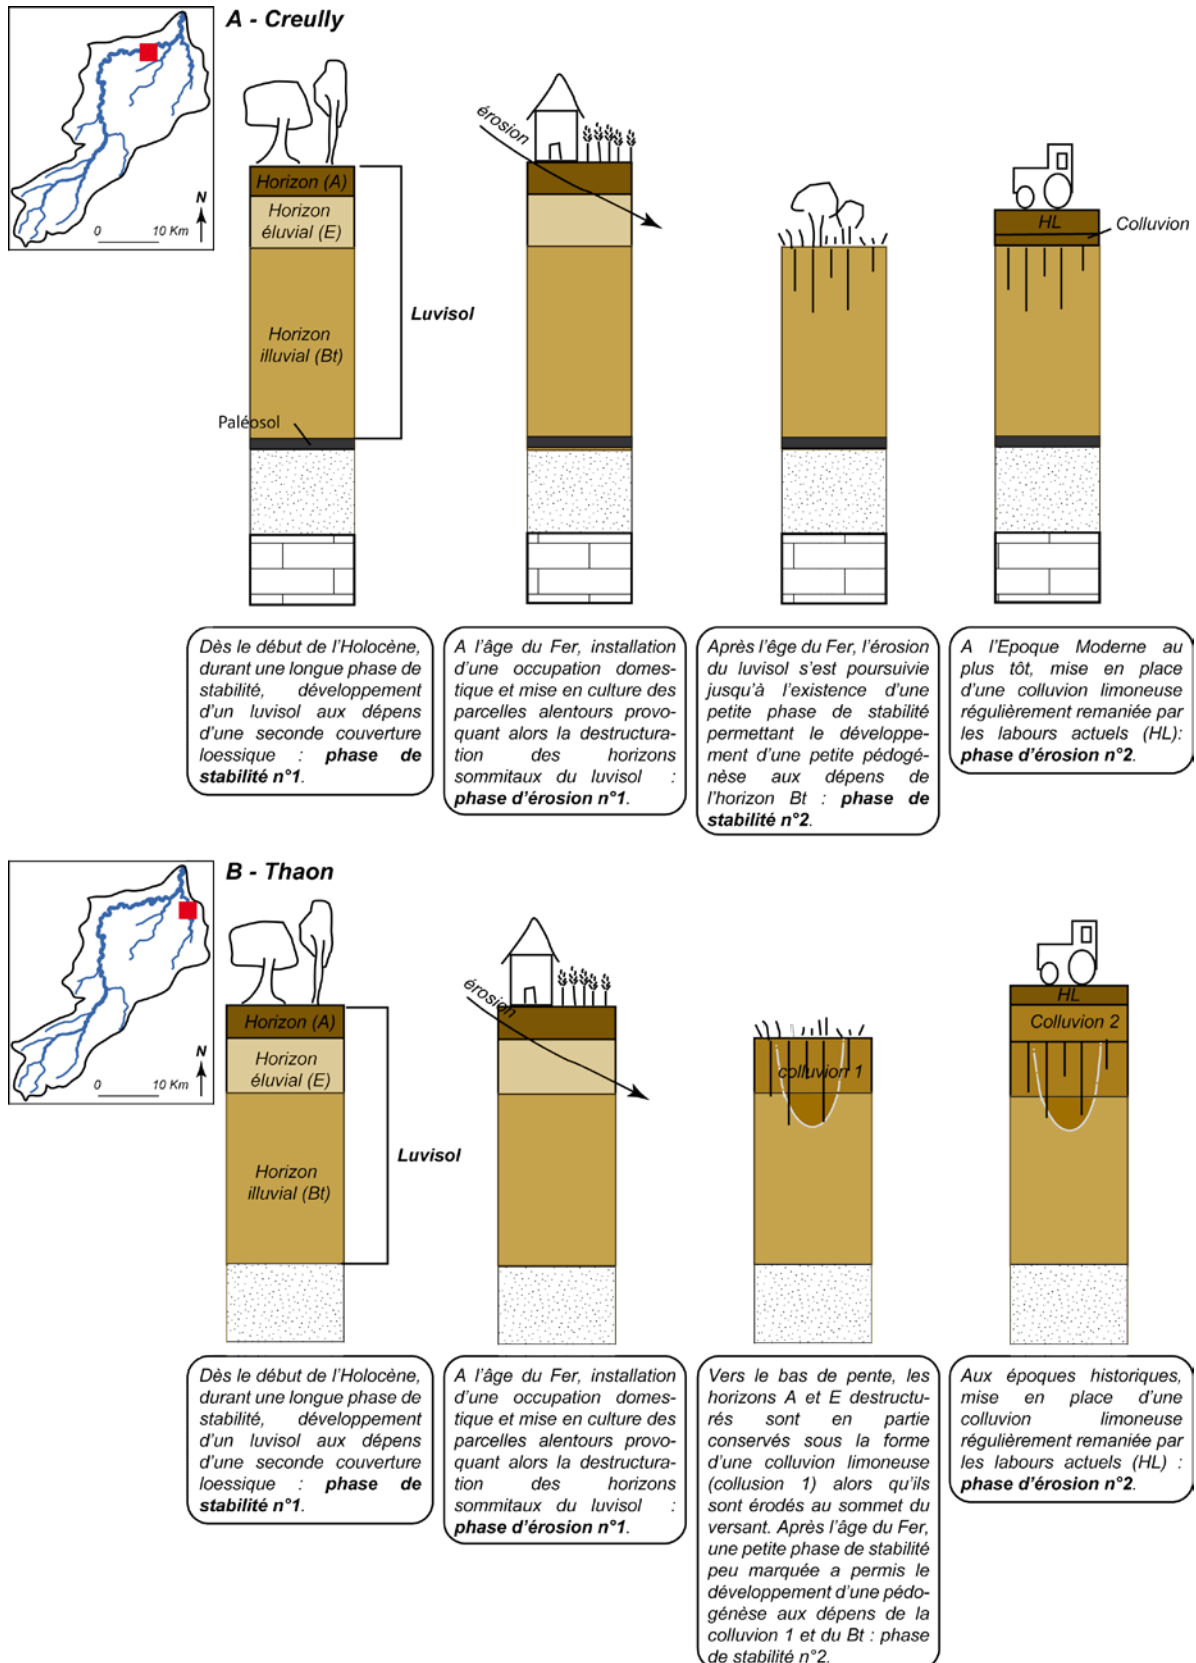 A - Creully
N
0 10 Km
Horizon (A)
Horizon
éluvial (E)
Horizon
illuvial (Bt)
Paléosol
Luvisol
érosion
HL
Colluvion
Dès le début de l'Holocène,
durant une longue phase de
stabilité, développement
d'un luvisol aux dépens
d'une seconde couverture
loessique : phase de
stabilité n°1.
A l'âge du Fer, installation
d'une occupation domes-
tique et mise en culture des
parcelles alentours provo-
quant alors la destructura-
tion des horizons
sommitaux du luvisol :
phase d'érosion n°1.
Après l'êge du Fer, l'érosion
du luvisol s'est poursuivie
jusqu'à l'existence d'une
petite phase de stabilité
permettant le développe-
ment d'une petite pédogé-
nèse aux dépens de
l'horizon Bt : phase de
stabilité n°2.
A l'Epoque Moderne au
plus tôt, mise en place
d'une colluvion limoneuse
régulièrement remaniée par
les labours actuels (HL):
phase d'érosion n°2.
B - Thaon
N
0 10 Km
Horizon (A)
Horizon
éluvial (E)
Horizon
illuvial (Bt)
Luvisol
érosion
colluvion 1
HL
Colluvion 2
Dès le début de l'Holocène,
durant une longue phase de
stabilité, développement
d'un luvisol aux dépens
d'une seconde couverture
loessique : phase de
stabilité n°1.
A l'âge du Fer, installation
d'une occupation domes-
tique et mise en culture des
parcelles alentours provo-
quant alors la destructura-
tion des horizons
sommitaux du luvisol :
phase d'érosion n°1.
Vers le bas de pente, les
horizons A et E destructu-
rés sont en partie
conservés sous la forme
d'une colluvion limoneuse
(collusion 1) alors qu'ils
sont érodés au sommet du
versant. Après l'âge du Fer,
une petite phase de stabilité
peu marquée a permis le
développement d'une pédo-
génèse aux dépens de la
colluvion 1 et du Bt : phase
de stabilité n°2.
Aux époques historiques,
mise en place d'une
colluvion limoneuse
régulièrement remaniée par
les labours actuels (HL) :
phase d'érosion n°2.